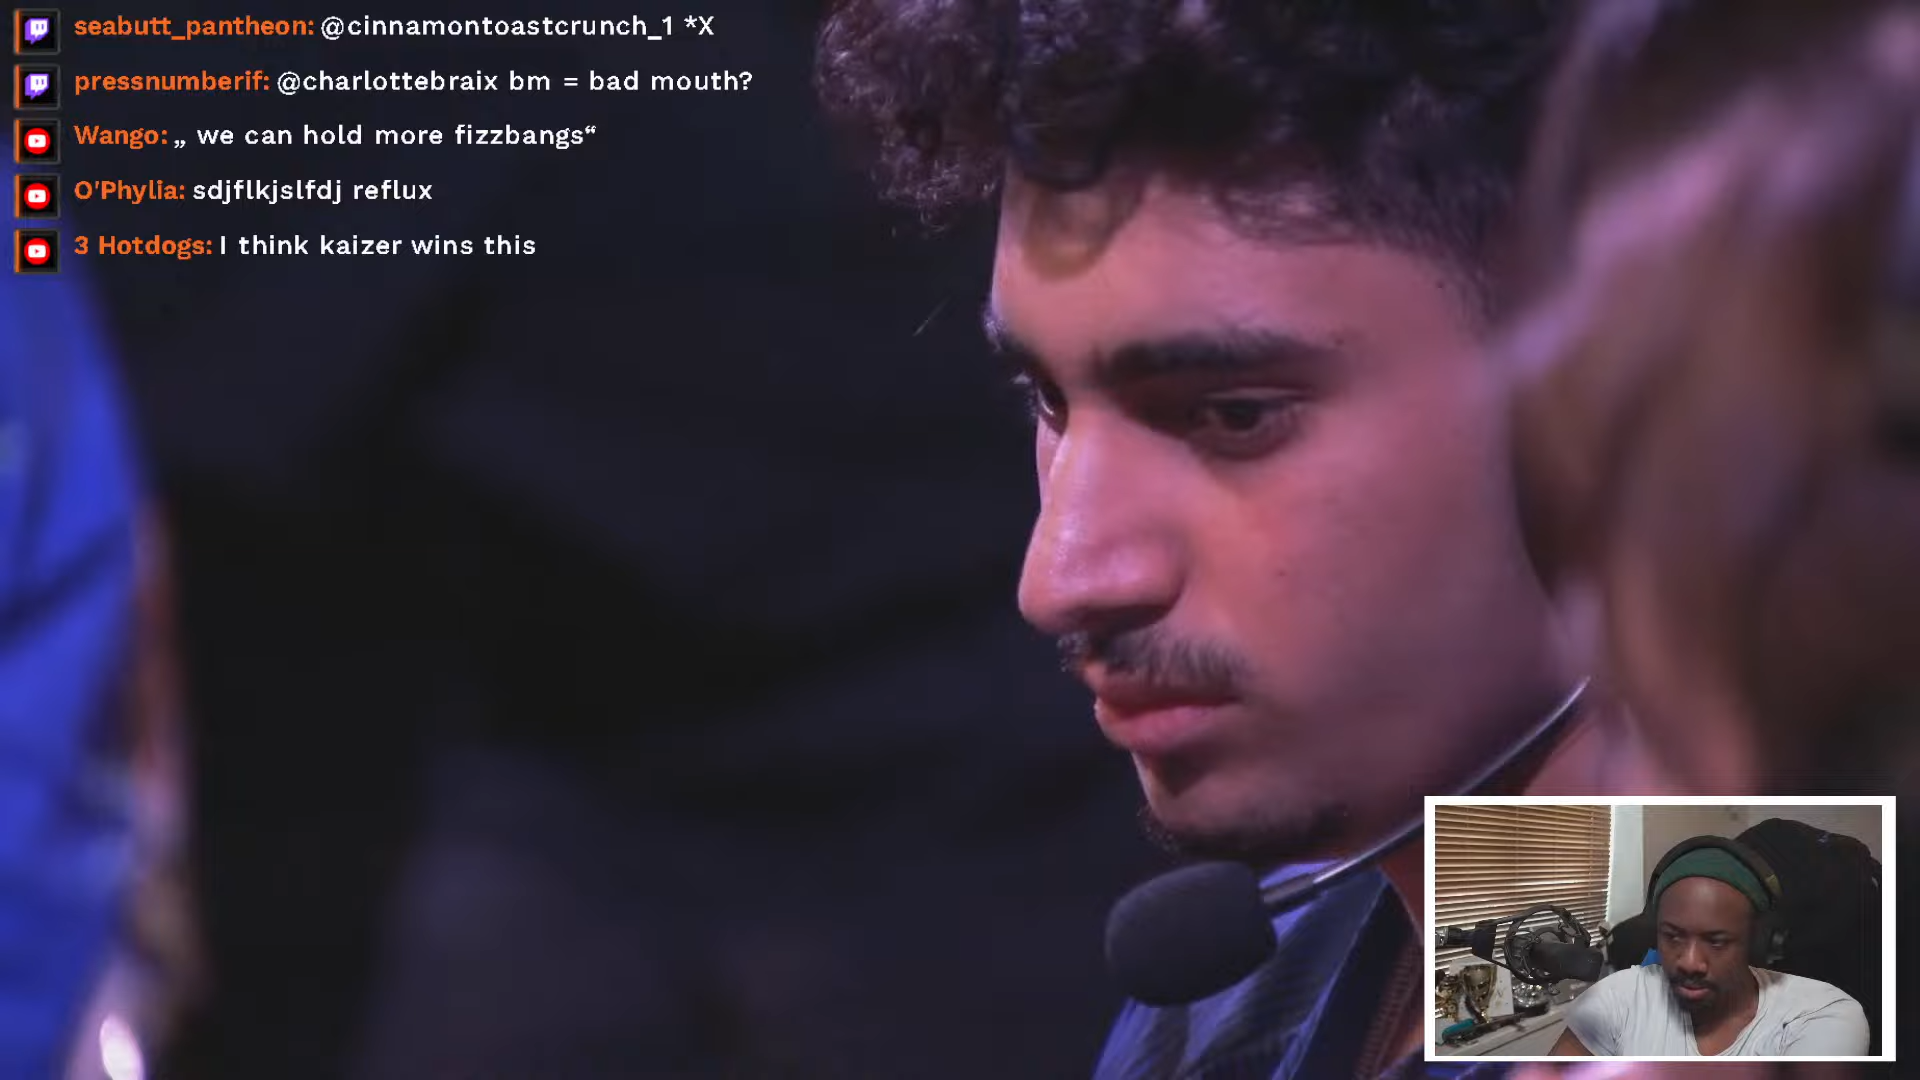 seabutt_pantheon: @cinnamontoastcrunch_1 *X
pressnumberif: @charlottebraix bm = bad mouth?
Wango: „ we can hold more fizzbangs“
O'Phylia: sdjflkjslfdj reflux
3 Hotdogs: I think kaizer wins this